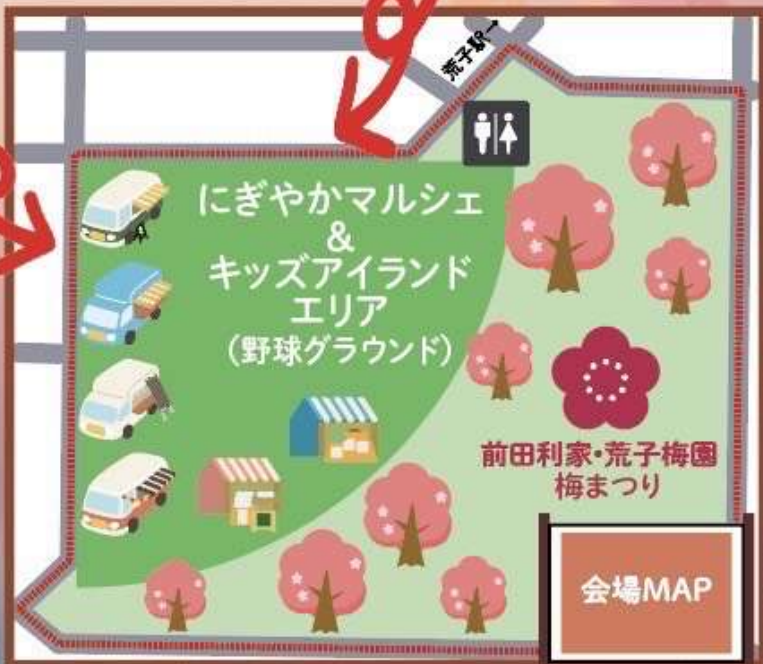 荒子駅→
にぎやかマルシェ
&
キッズアイランド
エリア
(野球グラウンド)
前田利家・荒子梅園
梅まつり
会場MAP